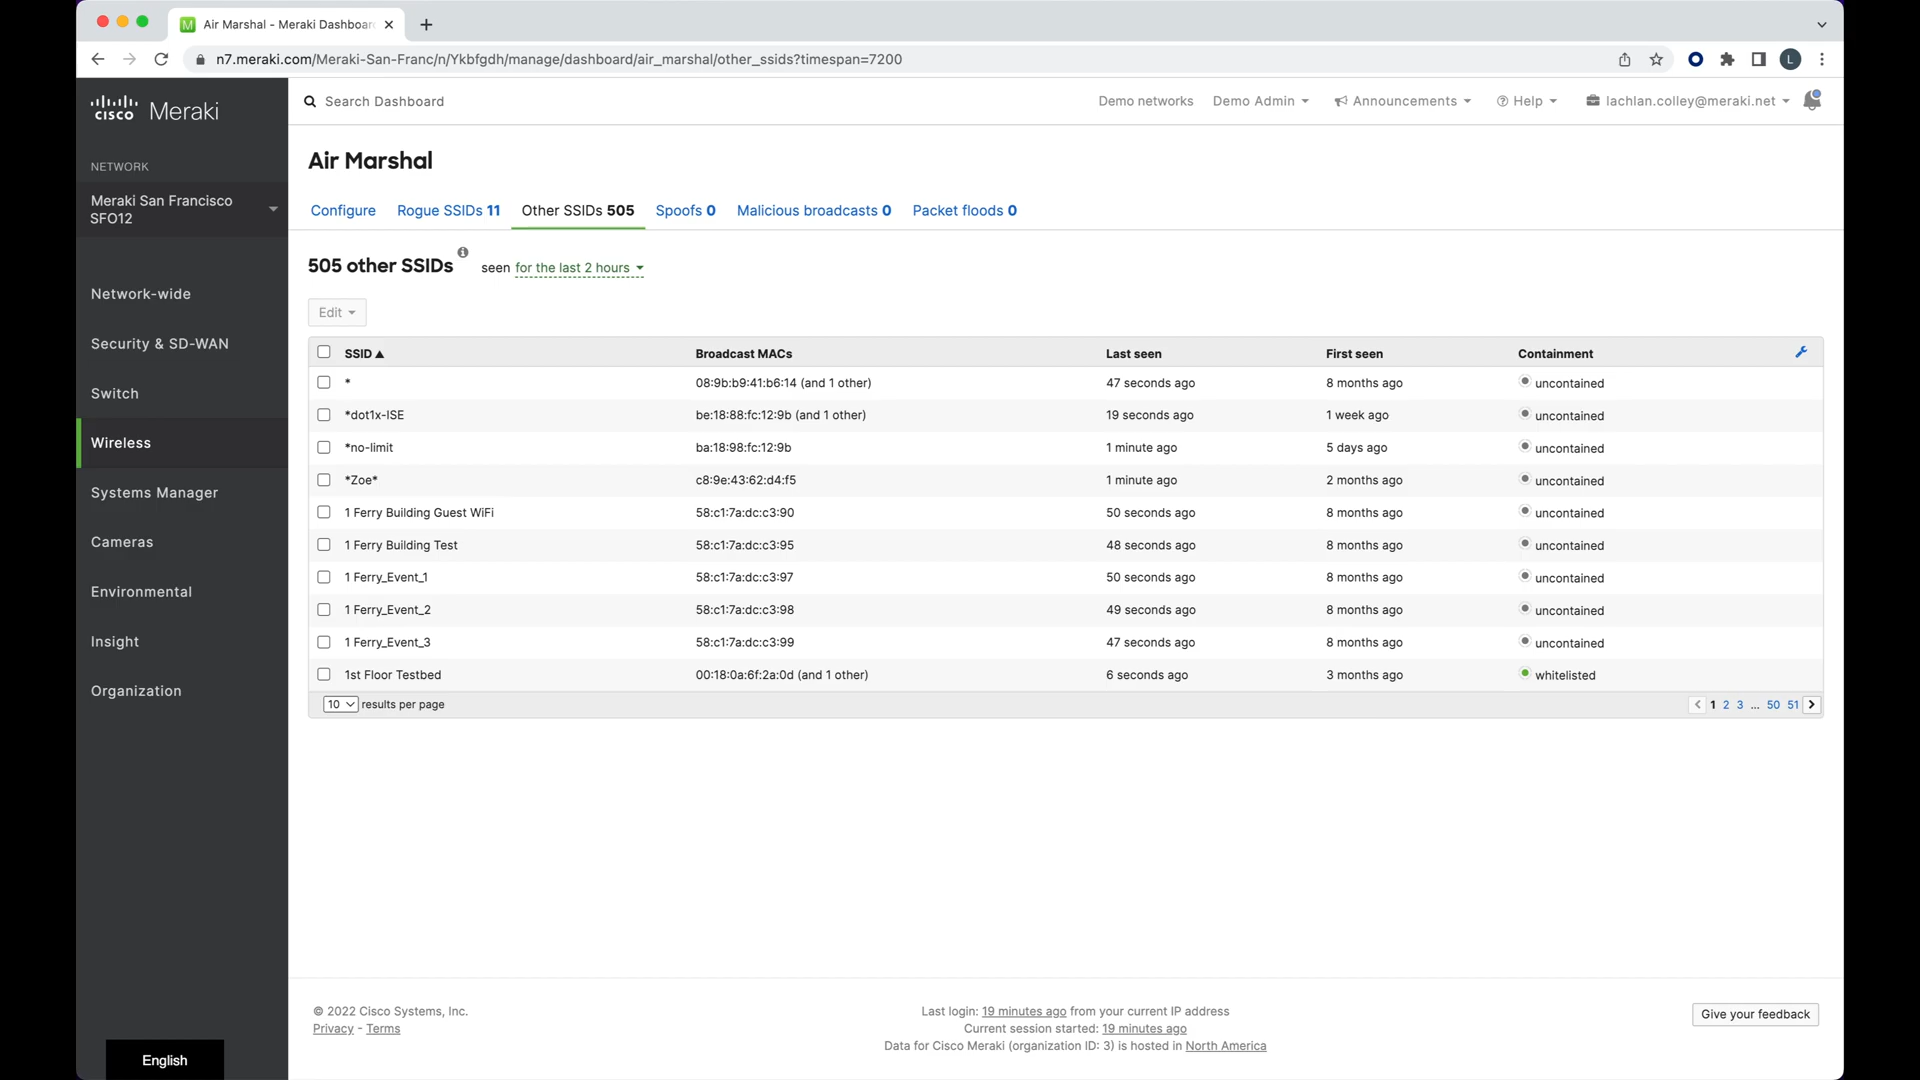 Air Marshal - Meraki Dashboard
n7.meraki.com/Meraki-San-Franc/n/Ykbfgdh/manage/dashboard/air_marshal/other_ssids?timespan=7200
L
cisco Meraki
Search Dashboard
Demo networks
Demo Admin
Announcements
Help
lachlan.colley@meraki.net
NETWORK
Meraki San Francisco
SFO12
Network-wide
Security & SD-WAN
Switch
Wireless
Systems Manager
Cameras
Environmental
Insight
Organization
English
Air Marshal
Configure Rogue SSIDs 11 Other SSIDs 505 Spoofs 0 Malicious broadcasts 0 Packet floods 0
505 other SSIDs seen for the last 2 hours
Edit
SSID Broadcast MACs Last seen First seen Containment
* 08:9b:b9:41:b6:14 (and 1 other) 47 seconds ago 8 months ago uncontained
*dot1x-ISE be:18:88:fc:12:9b (and 1 other) 19 seconds ago 1 week ago uncontained
*no-limit ba:18:98:fc:12:9b 1 minute ago 5 days ago uncontained
*Zoe* c8:9e:43:62:d4:f5 1 minute ago 2 months ago uncontained
1 Ferry Building Guest WiFi 58:c1:7a:dc:c3:90 50 seconds ago 8 months ago uncontained
1 Ferry Building Test 58:c1:7a:dc:c3:95 48 seconds ago 8 months ago uncontained
1 Ferry_Event_1 58:c1:7a:dc:c3:97 50 seconds ago 8 months ago uncontained
1 Ferry_Event_2 58:c1:7a:dc:c3:98 49 seconds ago 8 months ago uncontained
1 Ferry_Event_3 58:c1:7a:dc:c3:99 47 seconds ago 8 months ago uncontained
1st Floor Testbed 00:18:0a:6f:2a:0d (and 1 other) 6 seconds ago 3 months ago whitelisted
10 results per page
1 2 3 ... 50 51
© 2022 Cisco Systems, Inc.
Privacy - Terms
Last login: 19 minutes ago from your current IP address
Current session started: 19 minutes ago
Data for Cisco Meraki (organization ID: 3) is hosted in North America
Give your feedback